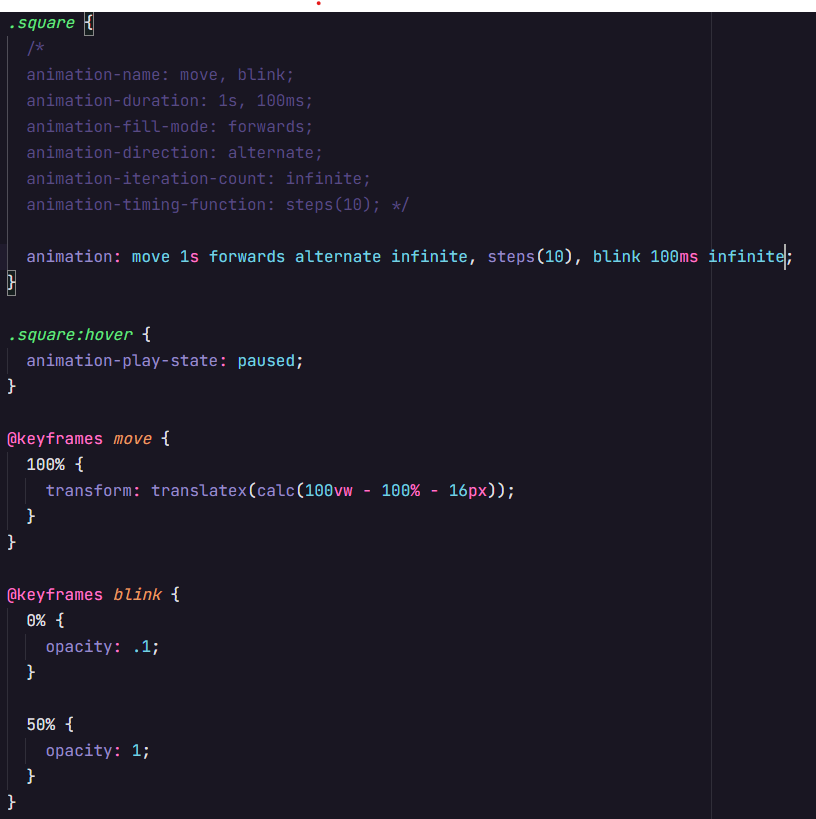 .square {
/*
animation-name: move, blink;
animation-duration: 1s, 100ms;
animation-fill-mode: forwards;
animation-direction: alternate;
animation-iteration-count: infinite;
animation-timing-function: steps(10); */
animation: move 1s forwards alternate infinite, steps(10), blink 100ms infinite;
}
.square:hover {
animation-play-state: paused;
}
@keyframes move {
100% {
transform: translatex(calc(100vw - 100% - 16px));
}
}
@keyframes blink {
0% {
opacity: .1;
}
50% {
opacity: 1;
}
}